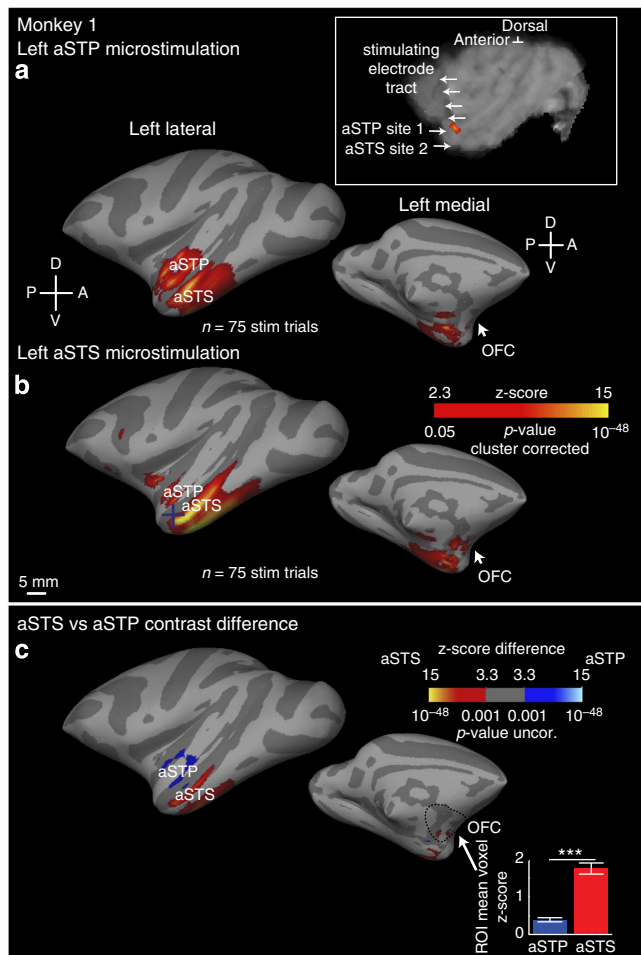 Monkey 1
Left aSTP microstimulation
a
Dorsal
Anterior
stimulating
electrode
tract
aSTP site 1
aSTS site 2
Left lateral
Left medial
aSTP
aSTS
D
P A
V
D
P A
V
n = 75 stim trials
OFC
Left aSTS microstimulation
b
2.3 z-score 15
0.05 p-value 10−48
cluster corrected
aSTP
aSTS
n = 75 stim trials
OFC
5 mm
aSTS vs aSTP contrast difference
c
z-score difference
aSTS aSTP
15 3.3 3.3 15
10−48 0.001 0.001 10−48
p-value uncor.
aSTP
aSTS
OFC
ROI mean voxel
z-score
2
0
***
aSTP aSTS